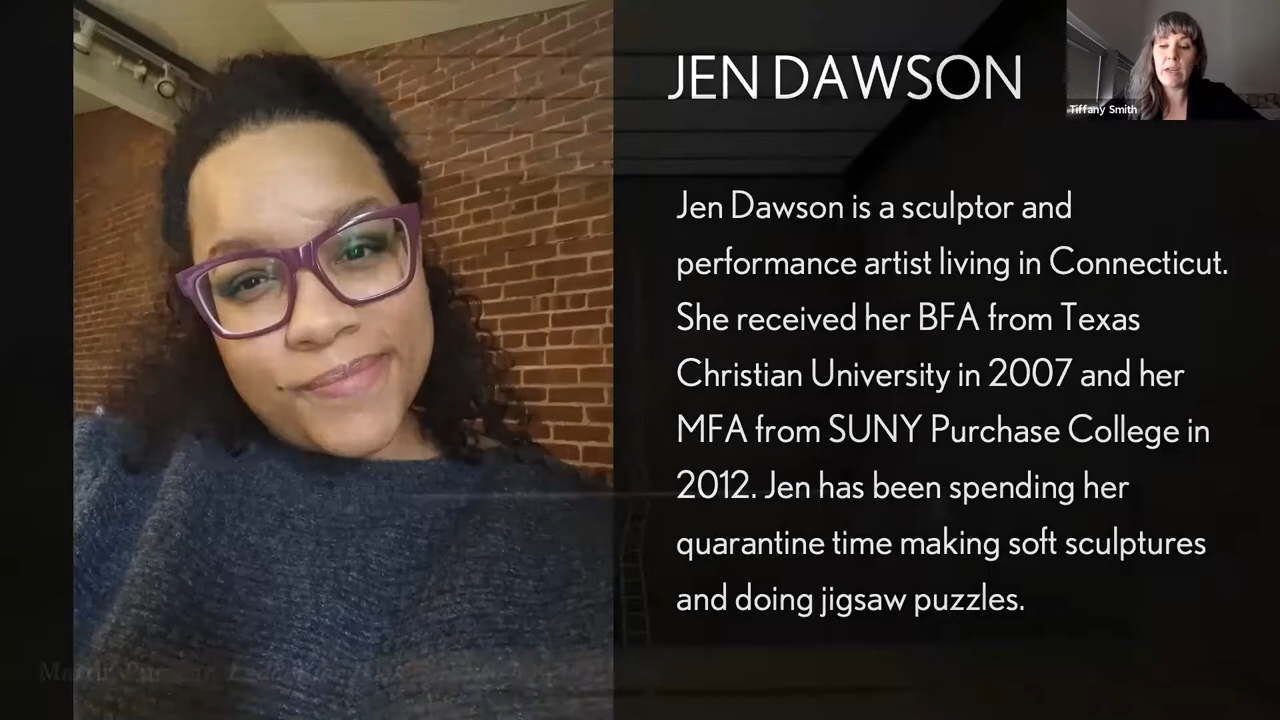 JEN DAWSON
Tiffany Smith
Jen Dawson is a sculptor and
performance artist living in Connecticut.
She received her BFA from Texas
Christian University in 2007 and her
MFA from SUNY Purchase College in
2012. Jen has been spending her
quarantine time making soft sculptures
and doing jigsaw puzzles.